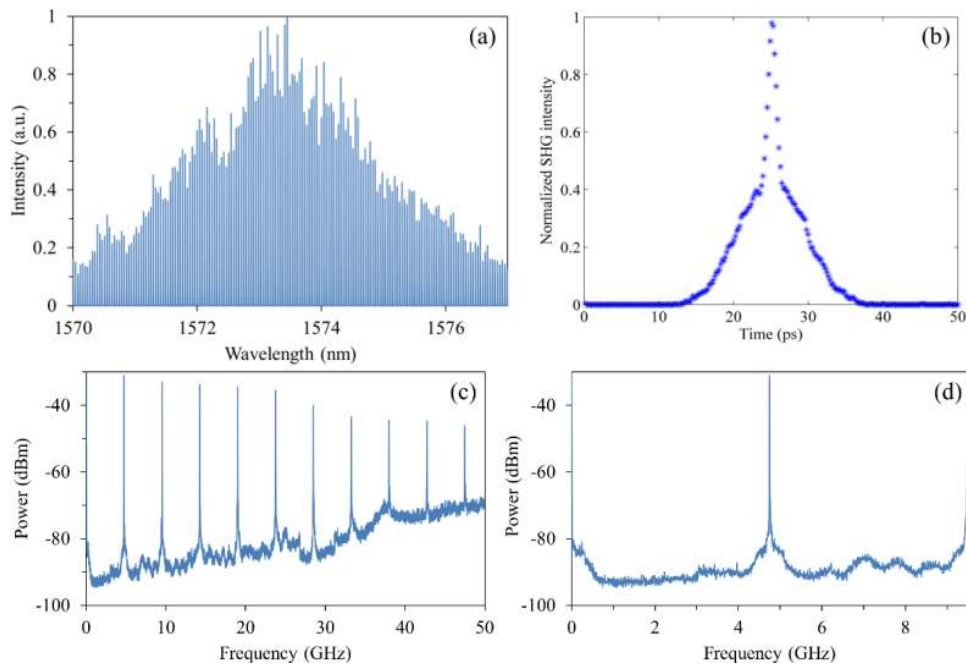 (a)
1
0.8
0.6
0.4
0.2
0
1570 1572 1574 1576
Intensity (a.u.)
Wavelength (nm)
(b)
1
0.8
0.6
0.4
0.2
0
0 10 20 30 40 50
Normalized SHG intensity
Time (ps)
(c)
-40
-60
-80
-100
0 10 20 30 40 50
Power (dBm)
Frequency (GHz)
(d)
-40
-60
-80
-100
0 2 4 6 8
Power (dBm)
Frequency (GHz)